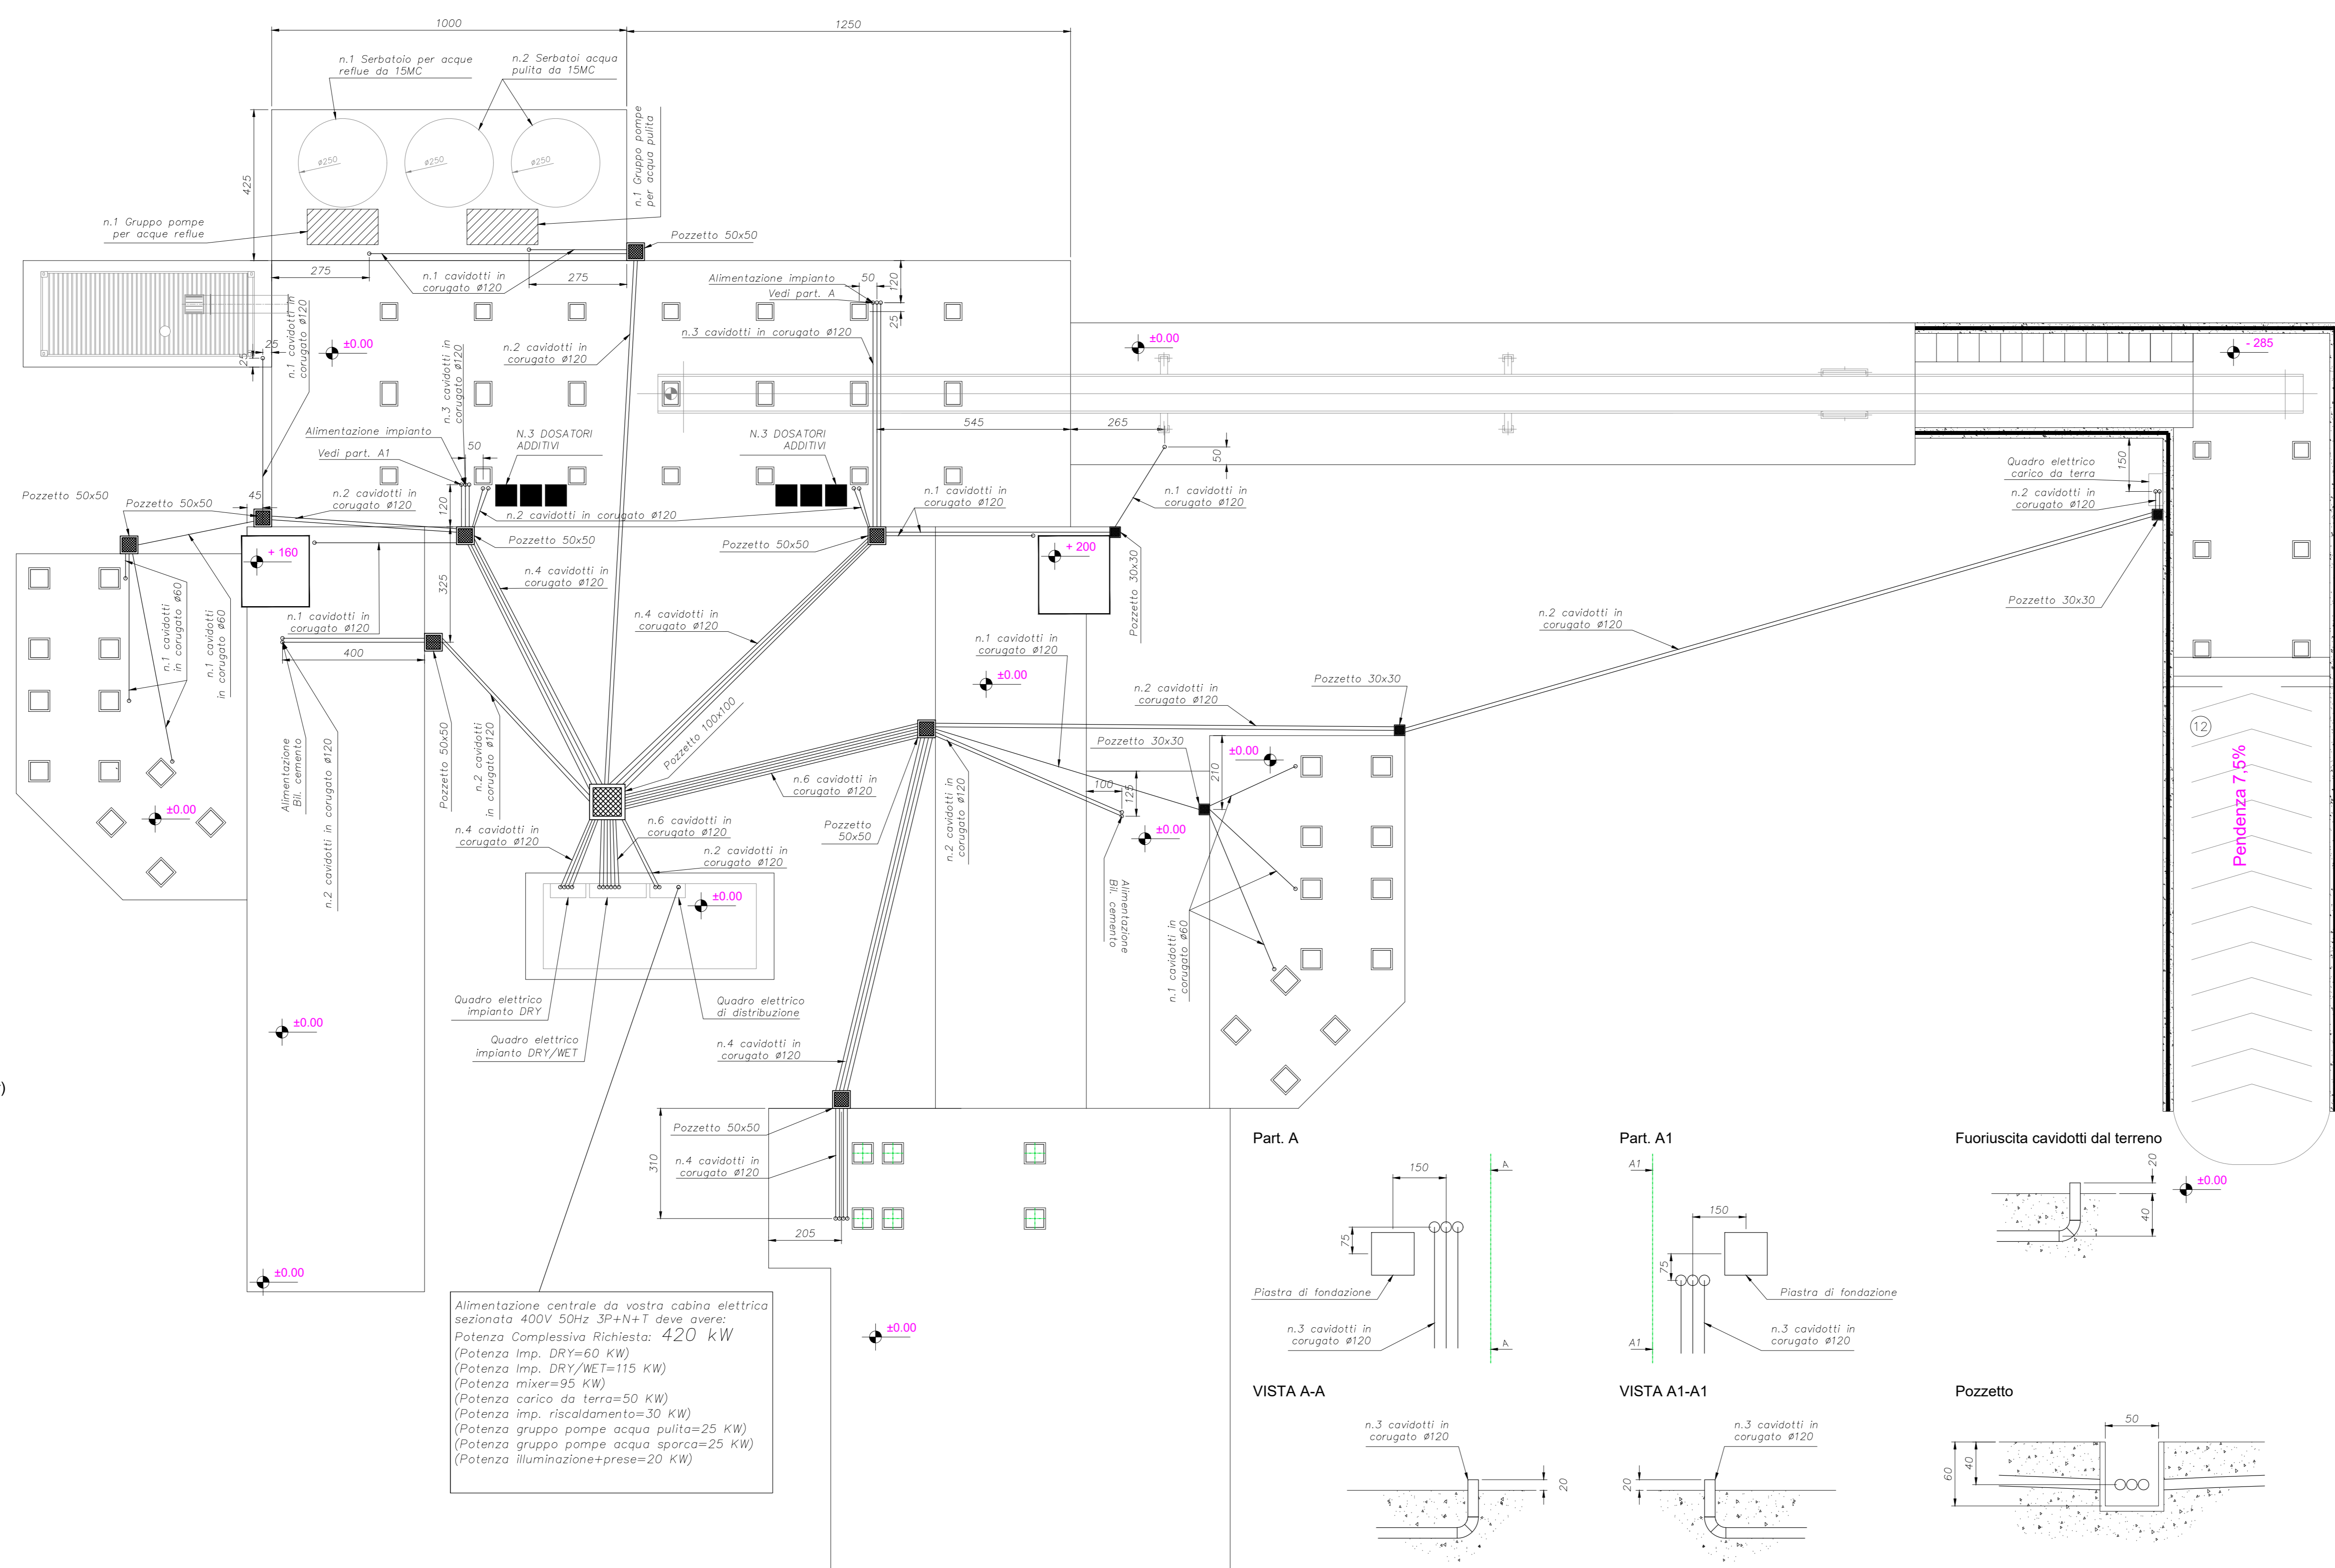 1000
1250
n.1 Serbatoio per acque
reflue da 15MC
n.2 Serbatoi acqua
pulita da 15MC
n.1 Gruppo pompe
per acqua pulita
425
ø250
ø250
ø250
n.1 Gruppo pompe
per acque reflue
Pozzetto 50x50
275
n.1 cavidotti in
corugato ø120
275
Alimentazione impianto
Vedi part. A
50
120
25
n.1 cavidotti in
corugato ø120
25
25
±0.00
n.3 cavidotti in
corugato ø120
n.2 cavidotti in
corugato ø120
n.3 cavidotti in corugato ø120
±0.00
- 285
Alimentazione impianto
Vedi part. A1
50
N.3 DOSATORI
ADDITIVI
N.3 DOSATORI
ADDITIVI
545
265
50
Quadro elettrico
carico da terra
150
n.2 cavidotti in
corugato ø120
Pozzetto 50x50
Pozzetto 50x50
45
n.2 cavidotti in
corugato ø120
120
n.2 cavidotti in corugato ø120
n.1 cavidotti in
corugato ø120
n.1 cavidotti in
corugato ø120
Pozzetto 50x50
Pozzetto 50x50
+ 160
+ 200
Pozzetto 30x30
325
n.4 cavidotti in
corugato ø120
n.1 cavidotti
in corugato ø60
n.1 cavidotti
in corugato ø60
n.1 cavidotti in
corugato ø120
400
n.4 cavidotti in
corugato ø120
n.1 cavidotti in
corugato ø120
n.2 cavidotti in
corugato ø120
Pozzetto 30x30
±0.00
n.2 cavidotti in
corugato ø120
Pozzetto 30x30
Alimentazione
Bil. cemento
n.2 cavidotti in corugato ø120
Pozzetto 50x50
n.2 cavidotti
in corugato ø120
Pozzetto 100x100
Pozzetto 30x30
±0.00
210
100
125
12
Pendenza 7,5%
±0.00
n.6 cavidotti in
corugato ø120
n.4 cavidotti in
corugato ø120
n.6 cavidotti in
corugato ø120
n.2 cavidotti in
corugato ø120
Pozzetto
50x50
n.2 cavidotti in
corugato ø120
±0.00
Alimentazione
Bil. cemento
n.1 cavidotti in
corugato ø60
±0.00
Quadro elettrico
impianto DRY
Quadro elettrico
di distribuzione
Quadro elettrico
impianto DRY/WET
±0.00
n.4 cavidotti in
corugato ø120
)
310
Pozzetto 50x50
n.4 cavidotti in
corugato ø120
205
±0.00
±0.00
Alimentazione centrale da vostra cabina elettrica
sezionata 400V 50Hz 3P+N+T deve avere:
Potenza Complessiva Richiesta: 420 kW
(Potenza Imp. DRY=60 KW)
(Potenza Imp. DRY/WET=115 KW)
(Potenza mixer=95 KW)
(Potenza carico da terra=50 KW)
(Potenza imp. riscaldamento=30 KW)
(Potenza gruppo pompe acqua pulita=25 KW)
(Potenza gruppo pompe acqua sporca=25 KW)
(Potenza illuminazione+prese=20 KW)
Part. A
150
A
75
Piastra di fondazione
n.3 cavidotti in
corugato ø120
A
Part. A1
A1
150
75
Piastra di fondazione
n.3 cavidotti in
corugato ø120
A1
Fuoriuscita cavidotti dal terreno
20
40
±0.00
VISTA A-A
n.3 cavidotti in
corugato ø120
20
VISTA A1-A1
n.3 cavidotti in
corugato ø120
20
Pozzetto
50
60
40